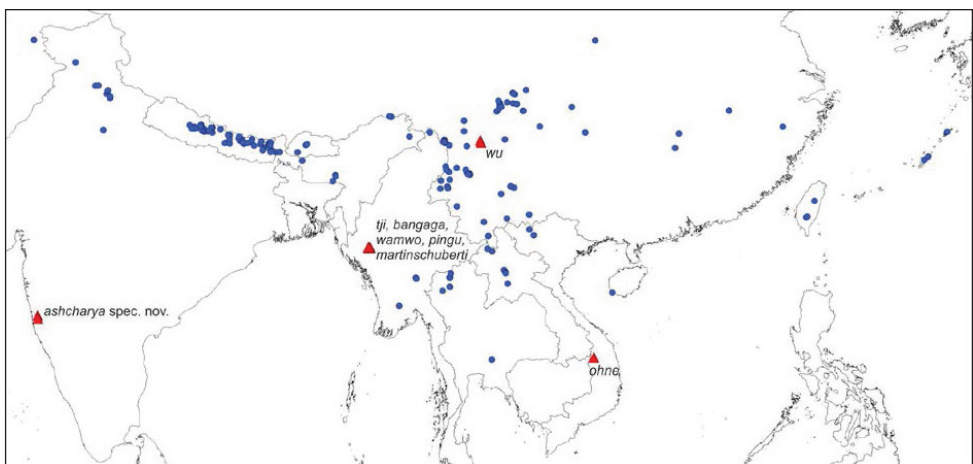 wu
tji, bangaga,
wamwo, pingu,
martinschuberti
ashcharya spec. nov.
ohne